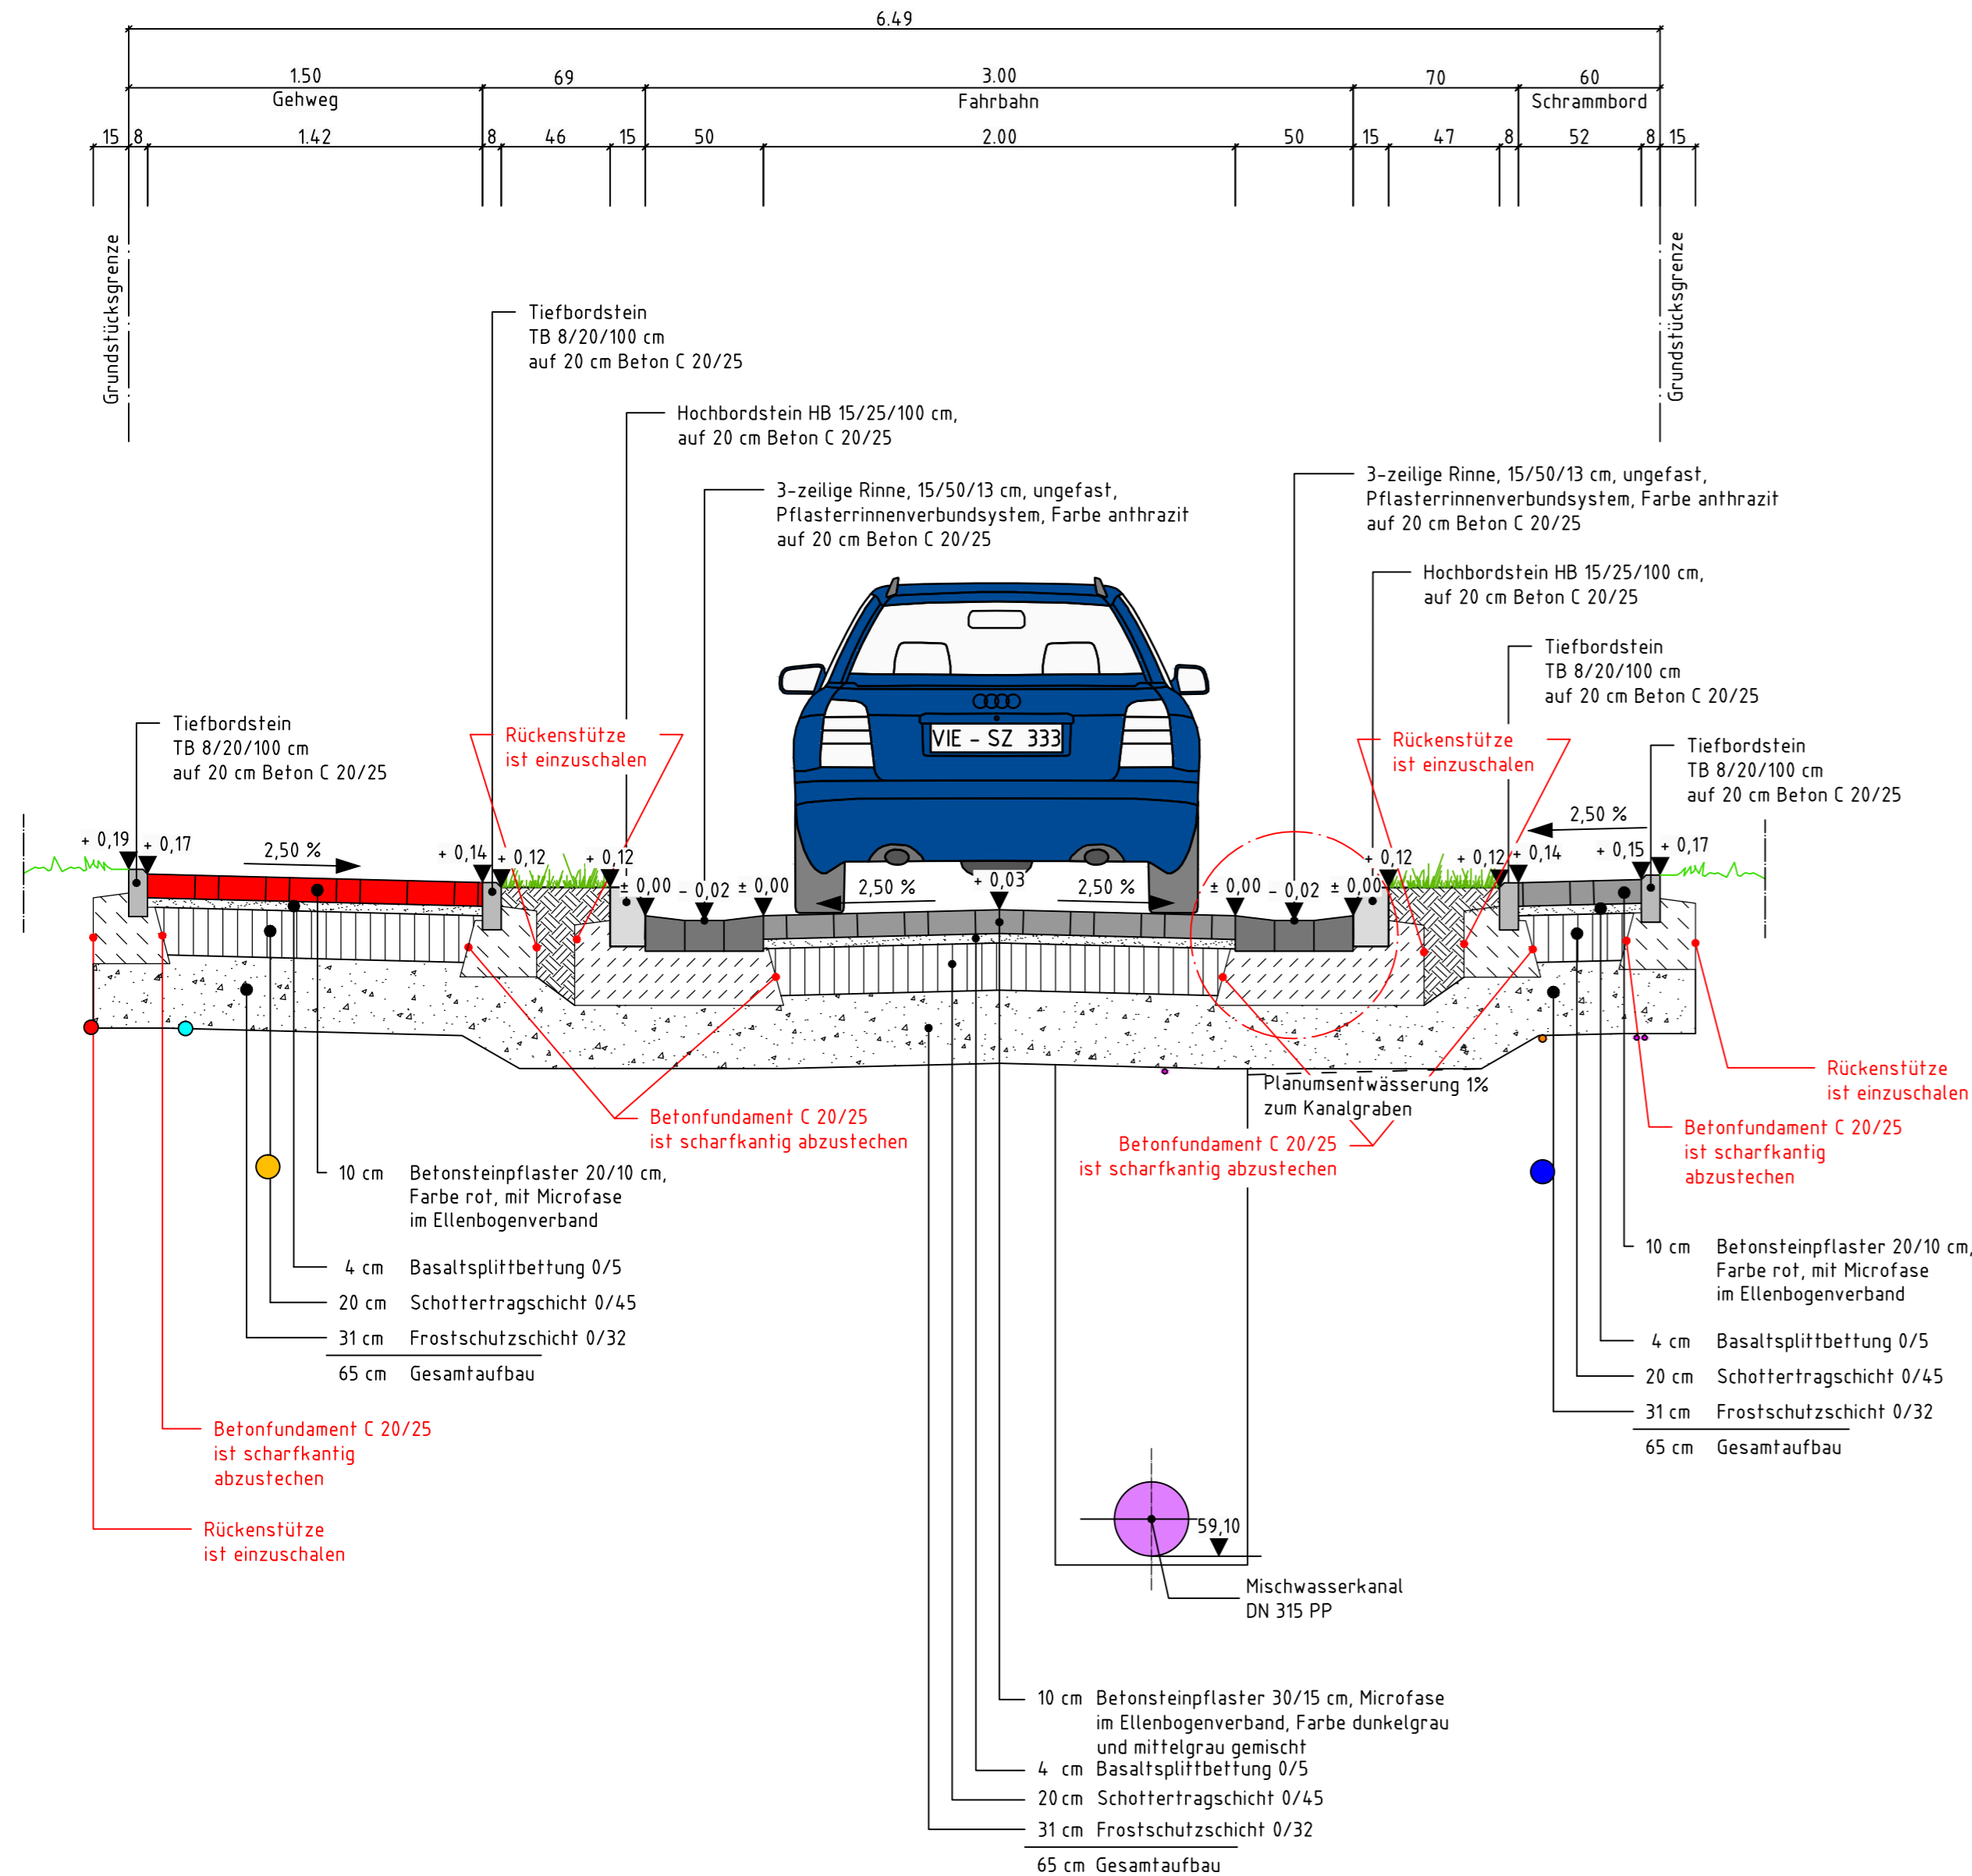 6.49
1.50
69
3.00
70
60
Gehweg
Fahrbahn
Schrammbord
15 8 1.42 8 46 15 50 2.00 50 15 47 8 52 8 15
Grundstücksgrenze
Grundstücksgrenze
Tiefbordstein
TB 8/20/100 cm
auf 20 cm Beton C 20/25
Hochbordstein HB 15/25/100 cm,
auf 20 cm Beton C 20/25
3-zeilige Rinne, 15/50/13 cm, ungefast,
Pflasterrinnenverbundsystem, Farbe anthrazit
auf 20 cm Beton C 20/25
3-zeilige Rinne, 15/50/13 cm, ungefast,
Pflasterrinnenverbundsystem, Farbe anthrazit
auf 20 cm Beton C 20/25
Hochbordstein HB 15/25/100 cm,
auf 20 cm Beton C 20/25
Tiefbordstein
TB 8/20/100 cm
auf 20 cm Beton C 20/25
Tiefbordstein
TB 8/20/100 cm
auf 20 cm Beton C 20/25
Rückenstütze
ist einzuschalen
VIE - SZ 333
Rückenstütze
ist einzuschalen
Tiefbordstein
TB 8/20/100 cm
auf 20 cm Beton C 20/25
+ 0,19
+ 0,17
2,50 %
+ 0,14
+ 0,12
+ 0,12
± 0,00
- 0,02
± 0,00
2,50 %
+ 0,03
2,50 %
± 0,00
- 0,02
± 0,00
+ 0,12
+ 0,12
+ 0,14
2,50 %
+ 0,15
+ 0,17
Betonfundament C 20/25
ist scharfkantig abzustechen
Planumsentwässerung 1%
zum Kanalgraben
Betonfundament C 20/25
ist scharfkantig abzustechen
Rückenstütze
ist einzuschalen
Betonfundament C 20/25
ist scharfkantig
abzustechen
10 cm Betonsteinpflaster 20/10 cm,
Farbe rot, mit Microfase
im Ellenbogenverband
4 cm Basaltsplittbettung 0/5
20 cm Schottertragschicht 0/45
31 cm Frostschutzschicht 0/32
65 cm Gesamtaufbau
10 cm Betonsteinpflaster 20/10 cm,
Farbe rot, mit Microfase
im Ellenbogenverband
4 cm Basaltsplittbettung 0/5
20 cm Schottertragschicht 0/45
31 cm Frostschutzschicht 0/32
65 cm Gesamtaufbau
Betonfundament C 20/25
ist scharfkantig
abzustechen
Rückenstütze
ist einzuschalen
59,10
Mischwasserkanal
DN 315 PP
10 cm Betonsteinpflaster 30/15 cm, Microfase
im Ellenbogenverband, Farbe dunkelgrau
und mittelgrau gemischt
4 cm Basaltsplittbettung 0/5
20 cm Schottertragschicht 0/45
31 cm Frostschutzschicht 0/32
65 cm Gesamtaufbau